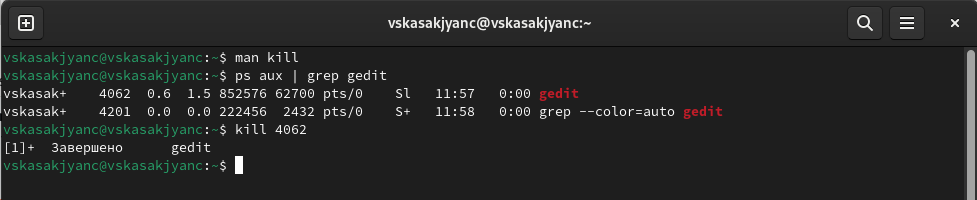 vskasakjyanc@vskasakjyanc:~
vskasakjyanc@vskasakjyanc:~$ man kill
vskasakjyanc@vskasakjyanc:~$ ps aux | grep gedit
vskasak+    4062  0.6  1.5 852576 62700 pts/0    Sl   11:57   0:00 gedit
vskasak+    4201  0.0  0.0 222456  2432 pts/0    S+   11:58   0:00 grep --color=auto gedit
vskasakjyanc@vskasakjyanc:~$ kill 4062
[1]+  Завершено      gedit
vskasakjyanc@vskasakjyanc:~$